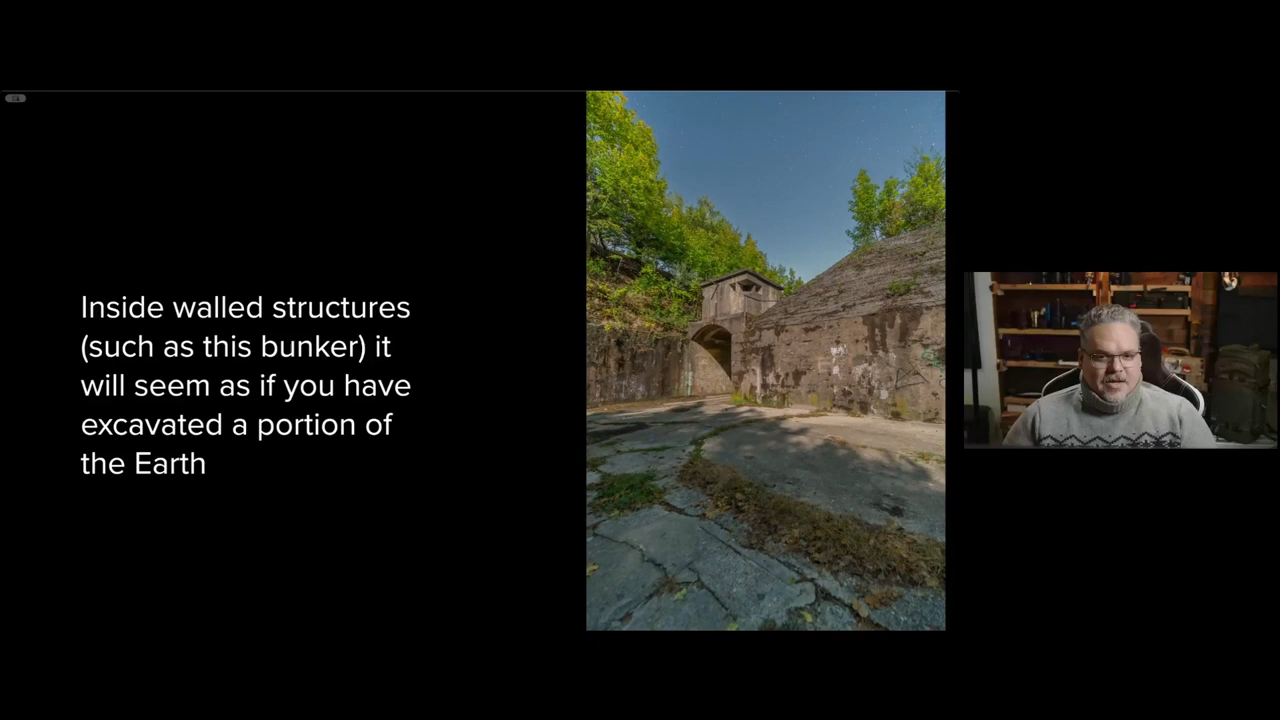 Inside walled structures
(such as this bunker) it
will seem as if you have
excavated a portion of
the Earth